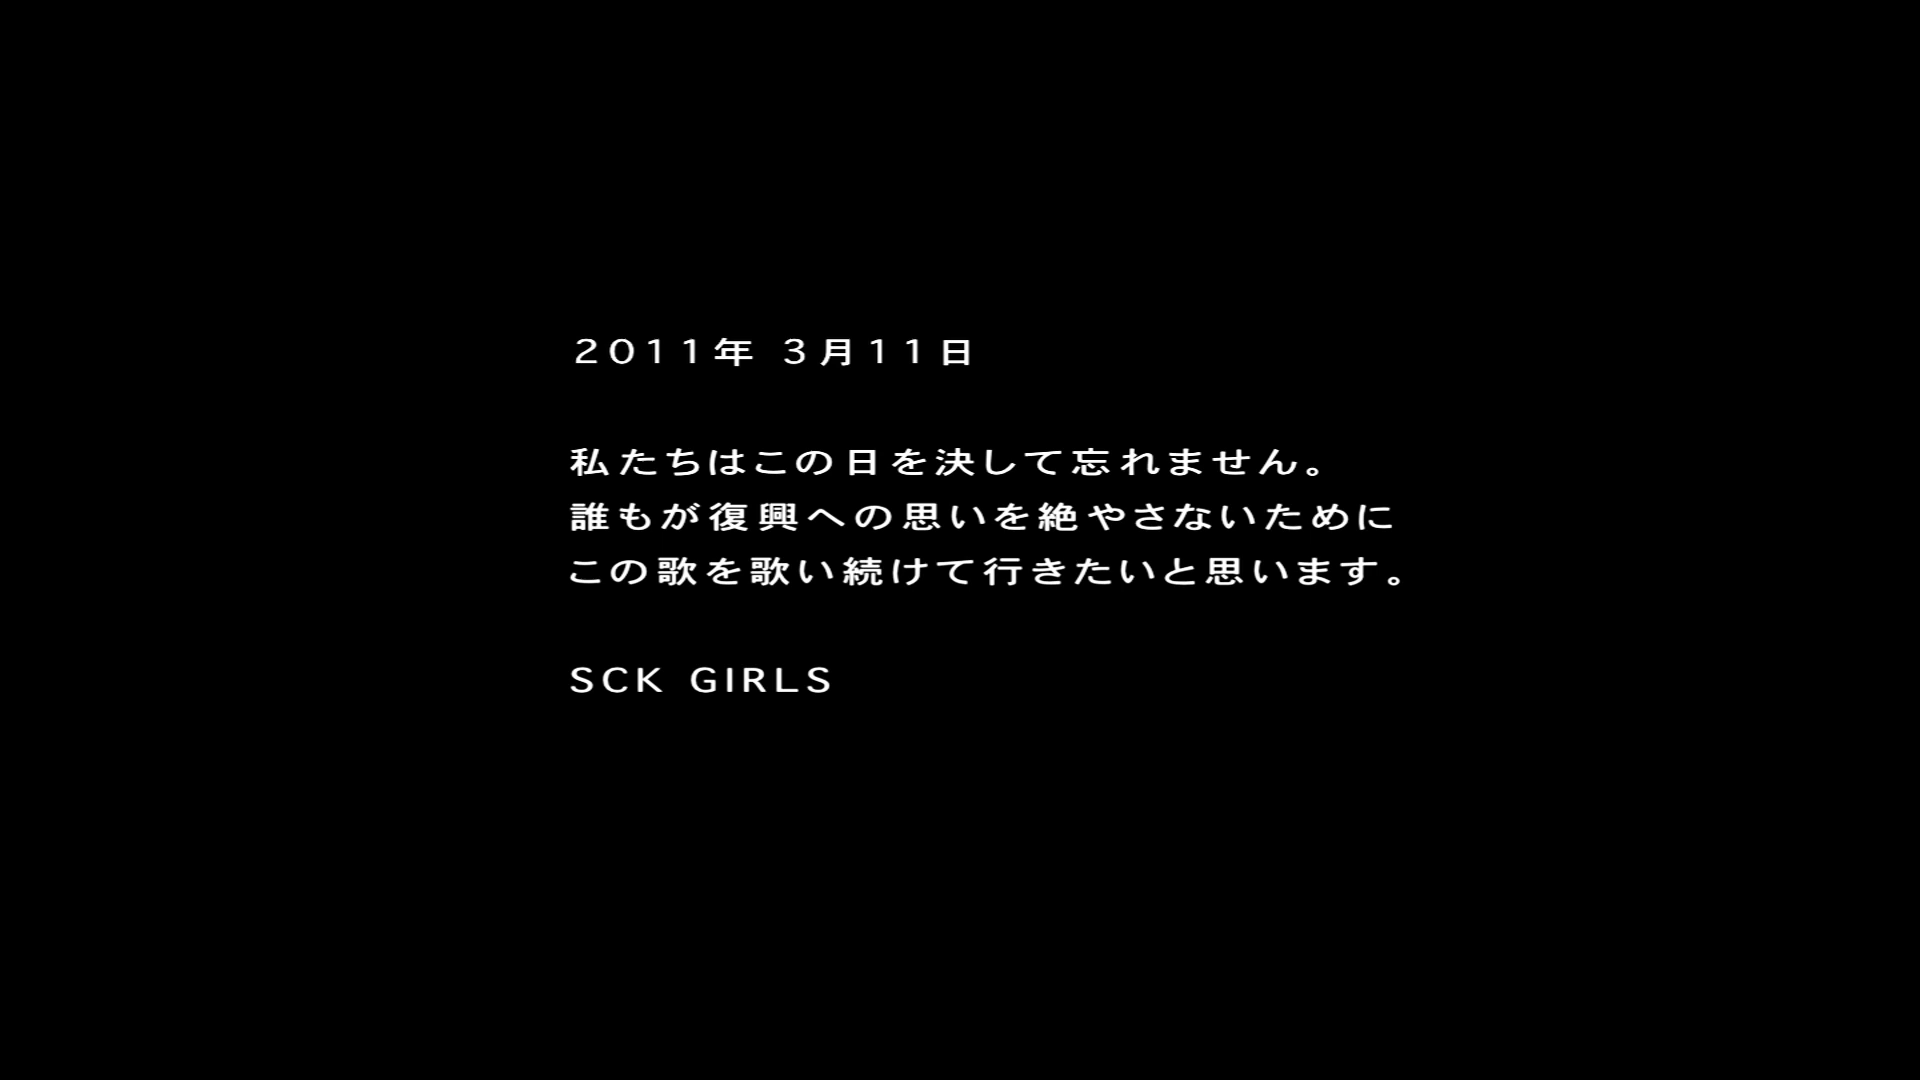 ２０１１年 ３月１１日
私たちはこの日を決して忘れません。
誰もが復興への思いを絶やさないために
この歌を歌い続けて行きたいと思います。
SCK GIRLS